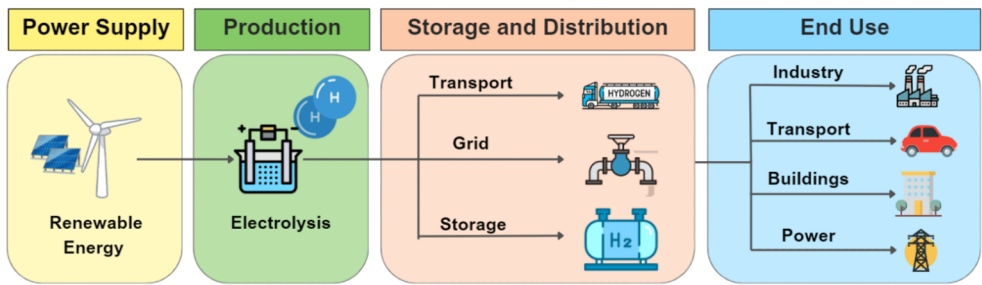 Power Supply
Production
Storage and Distribution
End Use
Renewable
Energy
+
-
H
H
Electrolysis
Transport
HYDROGEN
Grid
Storage
H2
Industry
Transport
Buildings
Power